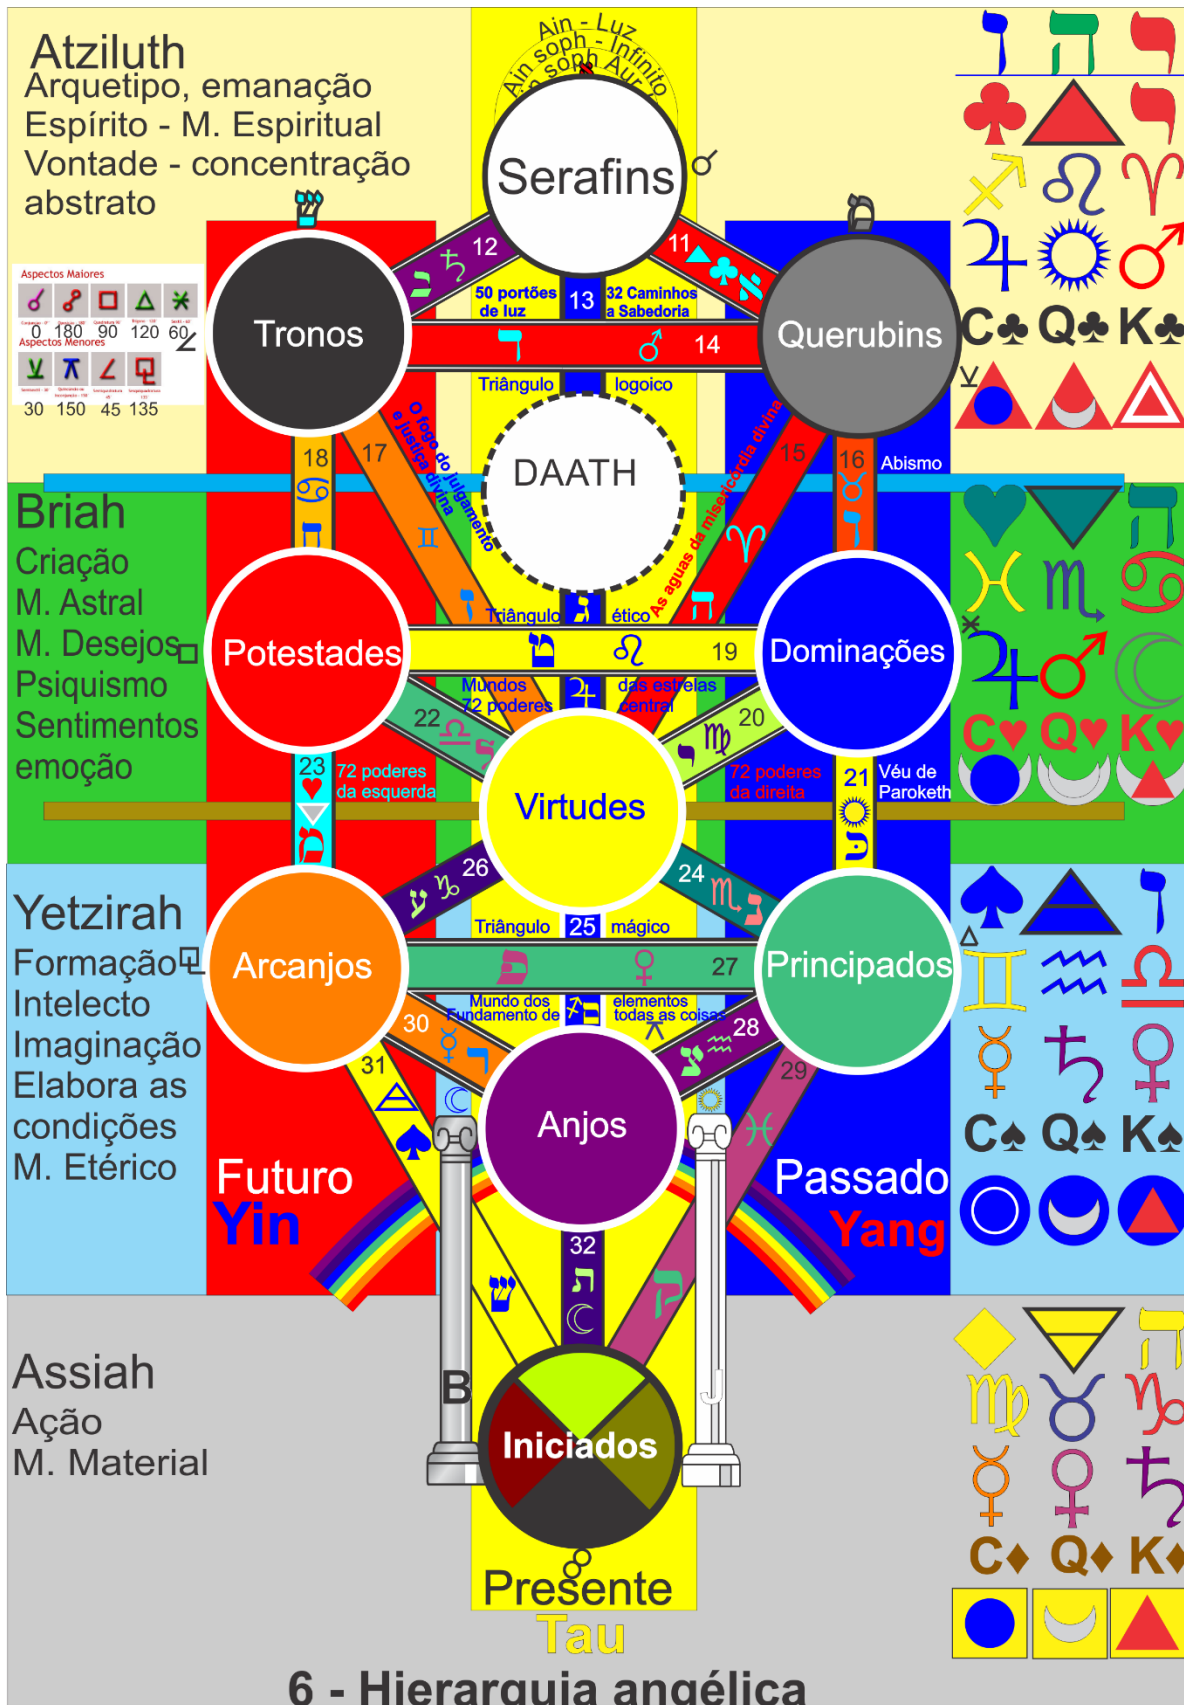 Ain - Luz
Ain soph - Infinito
Ain soph Aur
Atziluth
Arquetipo, emanação
Espírito - M. Espiritual
Vontade - concentração
abstrato
ו ה י
י
Serafins
ש
מ
12 ב
11 א
Aspectos Maiores
0 180 90 120 60
Aspectos Menores
30 150 45 135
50 portões
de luz
13
32 Caminhos
a Sabedoria
Tronos
ד 14
Querubins
C♣ Q♣ K♣
Triângulo logoico
O fogo do julgamento
e justiça divina
As aguas da misericórdia divina
DAATH
18
17
15
16
Abismo
ח
ז
ה
ו
ג
Briah
Criação
M. Astral
M. Desejos
Psiquismo
Sentimentos
emoção
ה
Triângulo ético
Potestades
ט 19
Dominações
Mundos das estrelas
72 poderes central
22 ל
20 י
C♥ Q♥ K♥
23
72 poderes
da esquerda
Virtudes
72 poderes
da direita
21
Véu de
Paroketh
מ
כ
26 ע
24 נ
Yetzirah
Formação
Intelecto
Imaginação
Elabora as
condições
M. Etérico
ו
Triângulo 25 mágico
Arcanjos
פ 27
Principados
Mundo dos elementos
Fundamento de todas as coisas
ס
30 ר
28 צ
31
29
Anjos
C♠ Q♠ K♠
Futuro
Yin
Passado
Yang
32
ת
ש
ק
Assiah
Ação
M. Material
ה
B
J
Iniciados
C♦ Q♦ K♦
Presente
Tau
6 - Hierarquia angélica